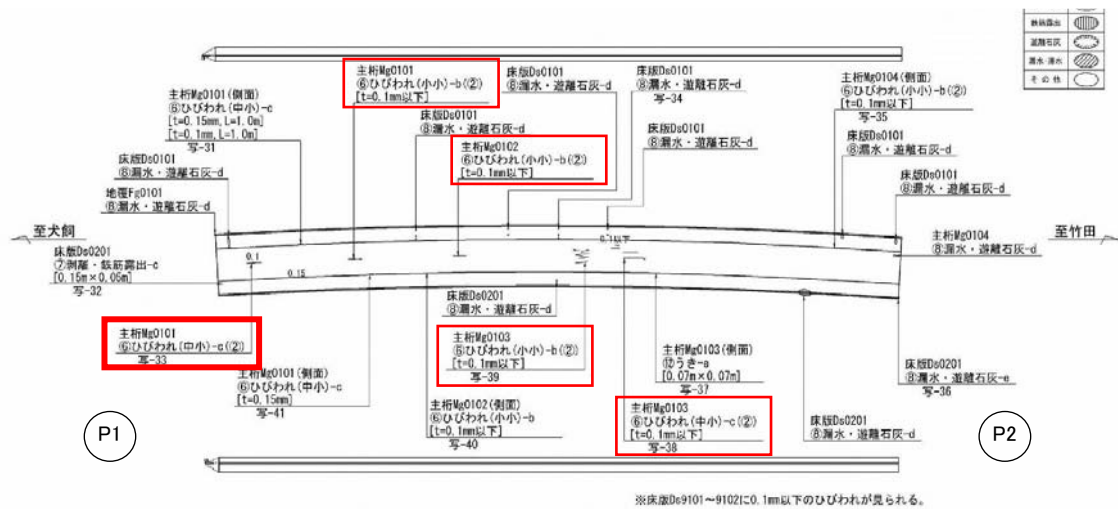 鉄筋露出
遊離石灰
漏水・滞水
その他
主桁Mg0101
⑥ひびわれ(小小)-b(②)
[t=0.1mm以下]
床版Ds0101
⑧漏水・遊離石灰-d
床版Ds0101
⑧漏水・遊離石灰-d
写-34
主桁Mg0104(側面)
⑥ひびわれ(小小)-b(②)
[t=0.1mm以下]
写-35
主桁Mg0101(側面)
⑥ひびわれ(中小)-c
[t=0.15mm,L=1.0m]
[t=0.1mm,L=1.0m]
写-31
床版Ds0101
⑧漏水・遊離石灰-d
主桁Mg0102
⑥ひびわれ(小小)-b(②)
[t=0.1mm以下]
床版Ds0101
⑧漏水・遊離石灰-d
床版Ds0101
⑧漏水・遊離石灰-d
床版Ds0101
⑧漏水・遊離石灰-d
地覆Fg0101
⑧漏水・遊離石灰-d
床版Ds0101
⑧漏水・遊離石灰-d
至犬飼
至竹田
主桁Mg0104
⑧漏水・遊離石灰-d
床版Ds0201
⑦剥離・鉄筋露出-c
[0.15m×0.05m]
写-32
0.1
0.15
0.1以下
床版Ds0201
⑧漏水・遊離石灰-d
主桁Mg0101
⑥ひびわれ(中小)-c(②)
写-33
主桁Mg0103
⑥ひびわれ(小小)-b(②)
[t=0.1mm以下]
写-39
主桁Mg0103(側面)
⑫うき-a
[0.07m×0.07m]
写-37
床版Ds0201
⑧漏水・遊離石灰-e
写-36
主桁Mg0101(側面)
⑥ひびわれ(中小)-c
[t=0.15mm]
写-41
主桁Mg0102(側面)
⑥ひびわれ(小小)-b
[t=0.1mm以下]
写-40
主桁Mg0103
⑥ひびわれ(中小)-c(②)
[t=0.1mm以下]
写-38
床版Ds0201
⑧漏水・遊離石灰-d
P1
P2
※床版Ds9101～9102に0.1mm以下のひびわれが見られる。